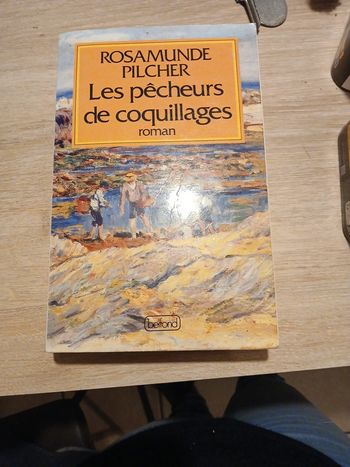 ROSAMUNDE
PILCHER
Les pêcheurs
de coquillages
roman
belfond